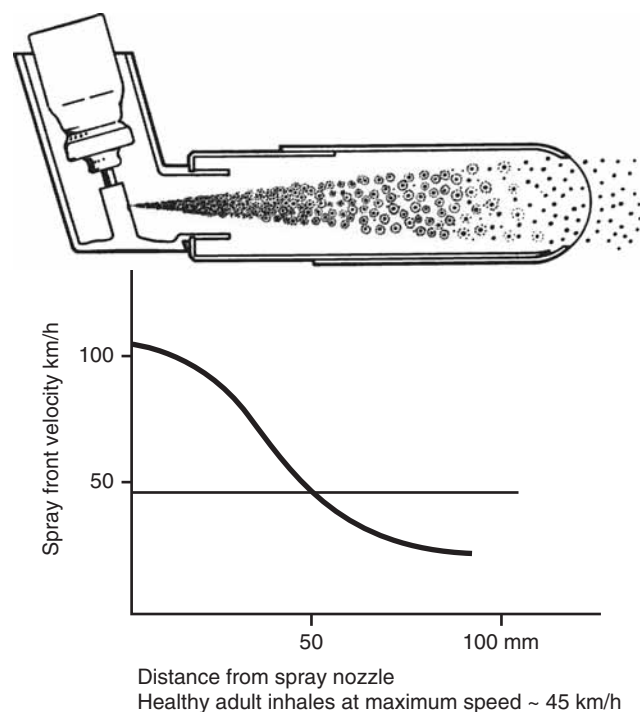 Spray front velocity km/h
100
50
50
100 mm
Distance from spray nozzle
Healthy adult inhales at maximum speed ~ 45 km/h